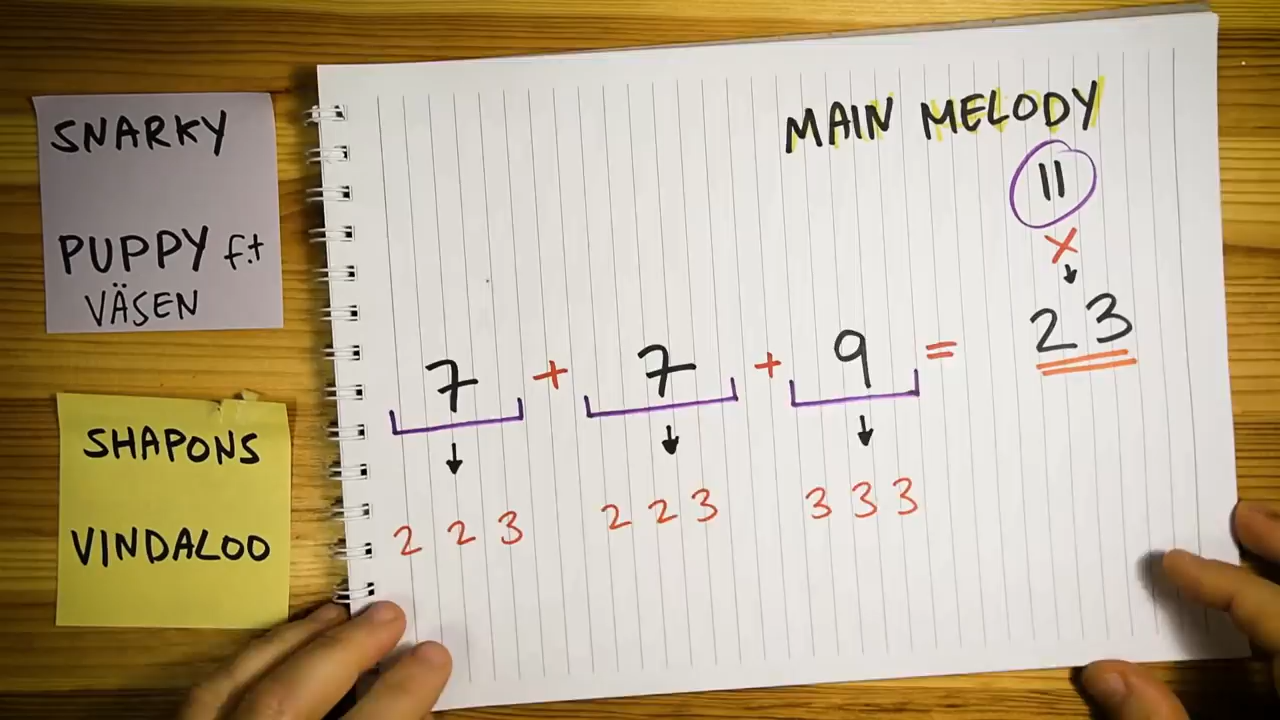 SNARKY
PUPPY f.t
VÄSEN
SHAPONS
VINDALOO
MAIN MELODY
11
×
↓
7 + 7 + 9 = 23
↓ ↓ ↓
2 2 3 2 2 3 3 3 3